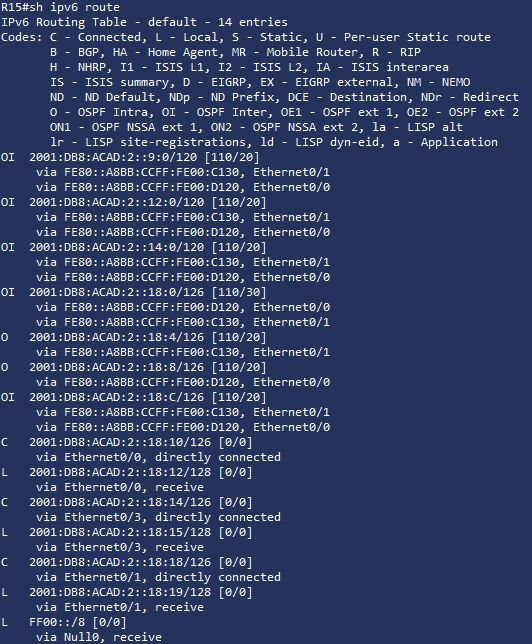 R15#sh ipv6 route
IPv6 Routing Table - default - 14 entries
Codes: C - Connected, L - Local, S - Static, U - Per-user Static route
B - BGP, HA - Home Agent, MR - Mobile Router, R - RIP
H - NHRP, I1 - ISIS L1, I2 - ISIS L2, IA - ISIS interarea
IS - ISIS summary, D - EIGRP, EX - EIGRP external, NM - NEMO
ND - ND Default, NDp - ND Prefix, DCE - Destination, NDr - Redirect
O - OSPF Intra, OI - OSPF Inter, OE1 - OSPF ext 1, OE2 - OSPF ext 2
ON1 - OSPF NSSA ext 1, ON2 - OSPF NSSA ext 2, la - LISP alt
lr - LISP site-registrations, ld - LISP dyn-eid, a - Application
OI 2001:DB8:ACAD:2::9:0/120 [110/20]
via FE80::A8BB:CCFF:FE00:C130, Ethernet0/1
via FE80::A8BB:CCFF:FE00:D120, Ethernet0/0
OI 2001:DB8:ACAD:2::12:0/120 [110/20]
via FE80::A8BB:CCFF:FE00:C130, Ethernet0/1
via FE80::A8BB:CCFF:FE00:D120, Ethernet0/0
OI 2001:DB8:ACAD:2::14:0/120 [110/20]
via FE80::A8BB:CCFF:FE00:C130, Ethernet0/1
via FE80::A8BB:CCFF:FE00:D120, Ethernet0/0
OI 2001:DB8:ACAD:2::18:0/126 [110/30]
via FE80::A8BB:CCFF:FE00:D120, Ethernet0/0
via FE80::A8BB:CCFF:FE00:C130, Ethernet0/1
O 2001:DB8:ACAD:2::18:4/126 [110/20]
via FE80::A8BB:CCFF:FE00:C130, Ethernet0/1
O 2001:DB8:ACAD:2::18:8/126 [110/20]
via FE80::A8BB:CCFF:FE00:D120, Ethernet0/0
OI 2001:DB8:ACAD:2::18:C/126 [110/20]
via FE80::A8BB:CCFF:FE00:C130, Ethernet0/1
via FE80::A8BB:CCFF:FE00:D120, Ethernet0/0
C 2001:DB8:ACAD:2::18:10/126 [0/0]
via Ethernet0/0, directly connected
L 2001:DB8:ACAD:2::18:12/128 [0/0]
via Ethernet0/0, receive
C 2001:DB8:ACAD:2::18:14/126 [0/0]
via Ethernet0/3, directly connected
L 2001:DB8:ACAD:2::18:15/128 [0/0]
via Ethernet0/3, receive
C 2001:DB8:ACAD:2::18:18/126 [0/0]
via Ethernet0/1, directly connected
L 2001:DB8:ACAD:2::18:19/128 [0/0]
via Ethernet0/1, receive
L FF00::/8 [0/0]
via Null0, receive